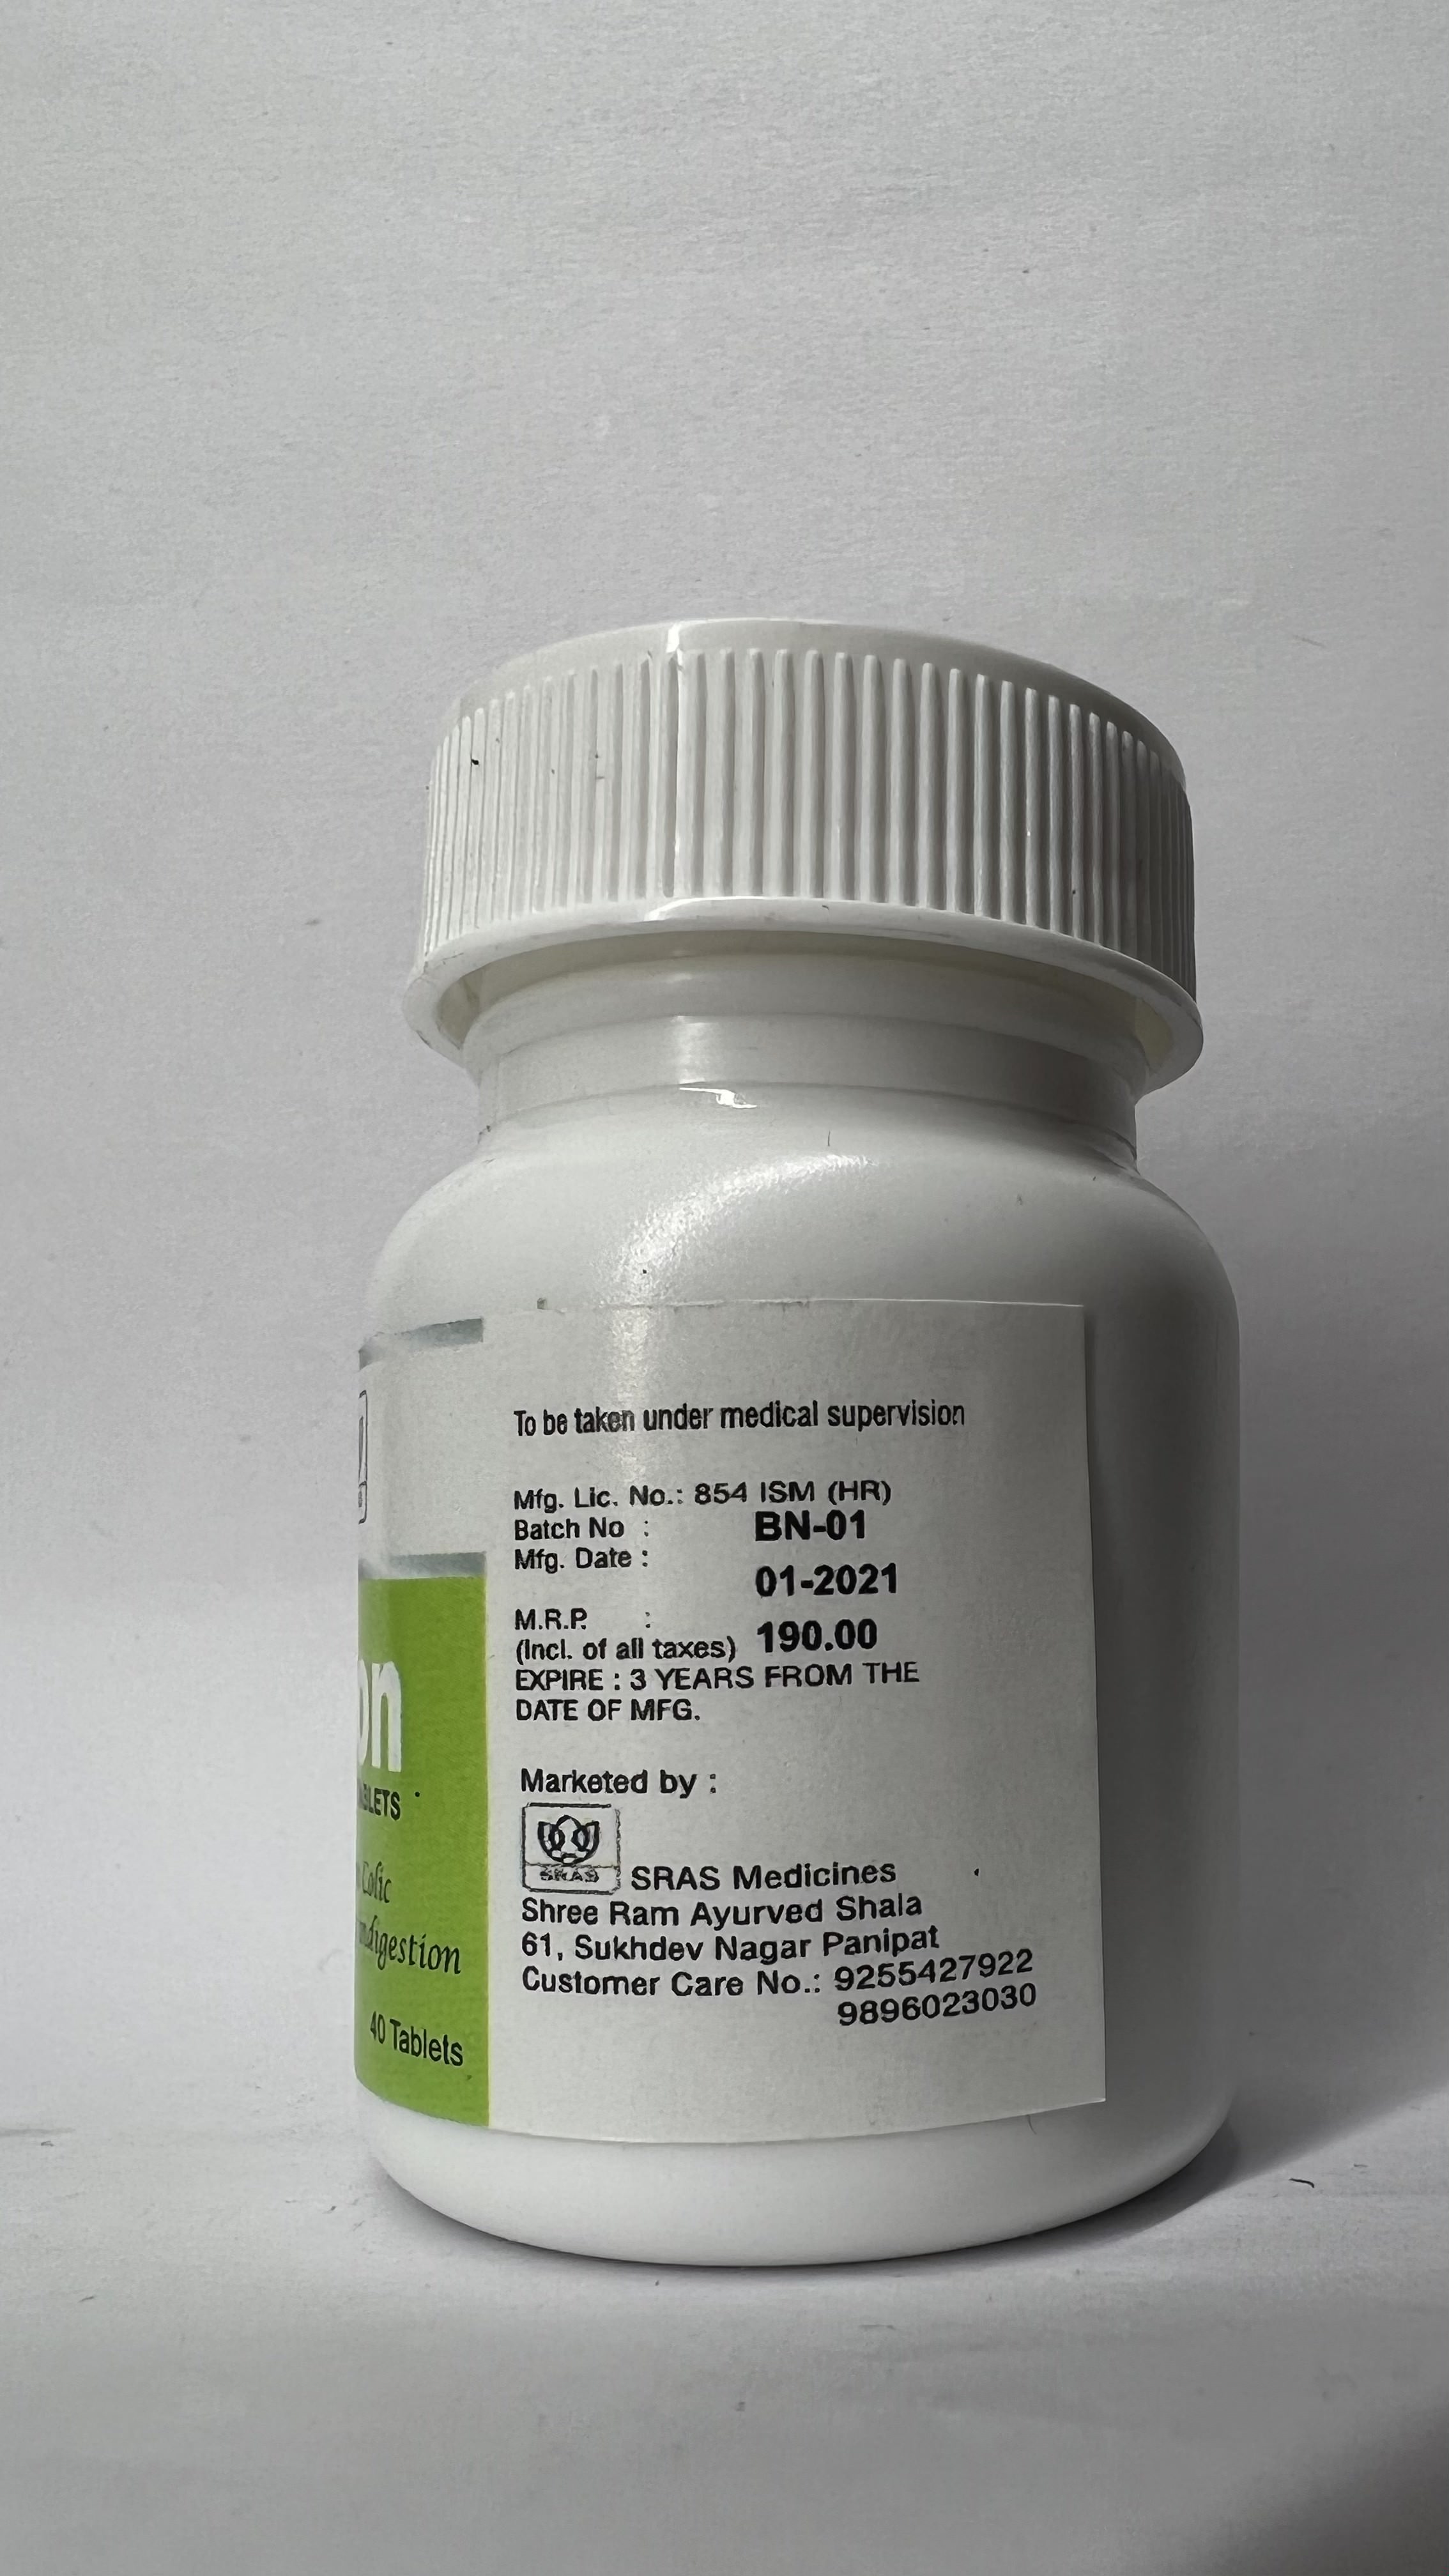 To be taken under medical supervision
Mfg. Lic. No.: 854 ISM (HR)
Batch No : BN-01
Mfg. Date : 01-2021
M.R.P. :
(Incl. of all taxes) 190.00
EXPIRE : 3 YEARS FROM THE
DATE OF MFG.
Marketed by :
SRAS
SRAS Medicines
Shree Ram Ayurved Shala
61, Sukhdev Nagar Panipat
Customer Care No.: 9255427922
9896023030
on
Colic
40 Tablets